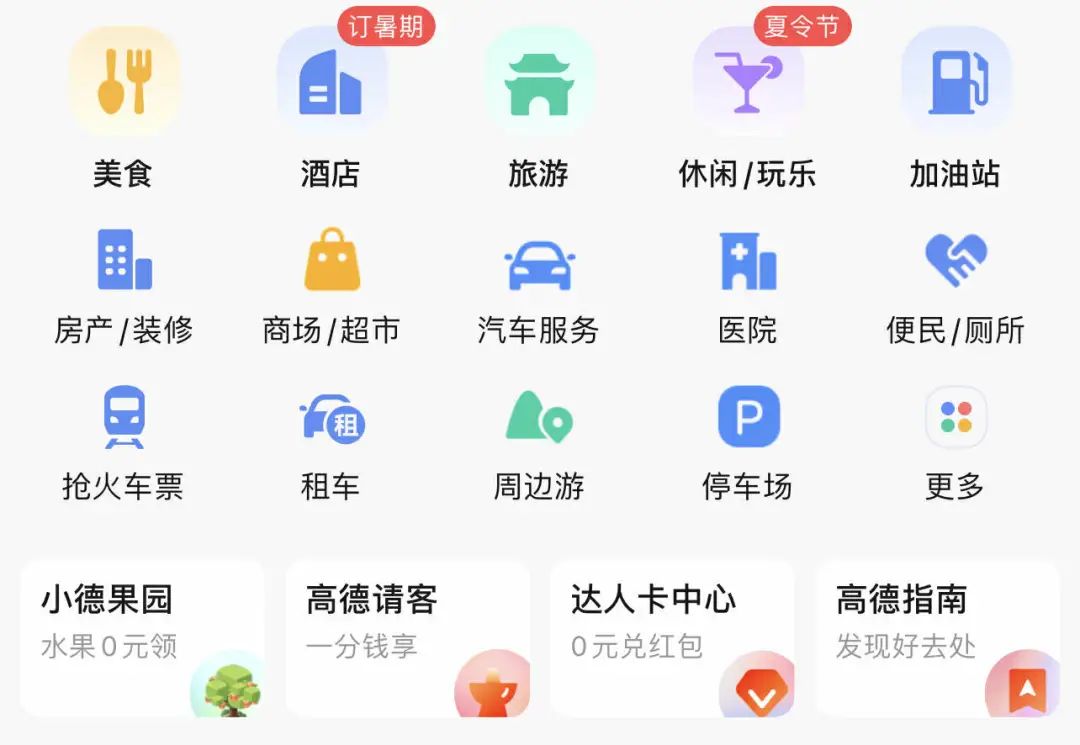 订暑期
夏令节
美食
酒店
旅游
休闲/玩乐
加油站
房产/装修
商场/超市
汽车服务
医院
便民/厕所
租
P
抢火车票
租车
周边游
停车场
更多
小德果园
水果0元领
高德请客
一分钱享
达人卡中心
0元兑红包
高德指南
发现好去处